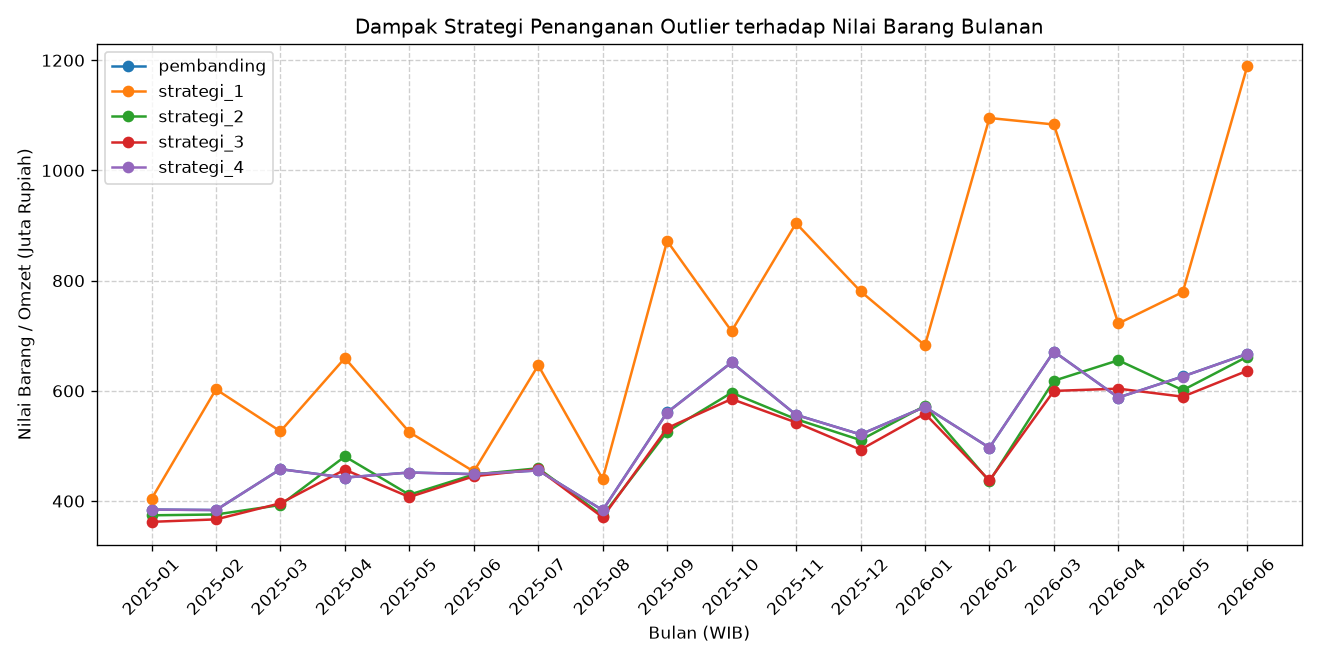 Dampak Strategi Penanganan Outlier terhadap Nilai Barang Bulanan
Nilai Barang / Omzet (Juta Rupiah)
1200
1000
800
600
400
pembanding
strategi_1
strategi_2
strategi_3
strategi_4
2025-01
2025-02
2025-03
2025-04
2025-05
2025-06
2025-07
2025-08
2025-09
2025-10
2025-11
2025-12
2026-01
2026-02
2026-03
2026-04
2026-05
2026-06
Bulan (WIB)